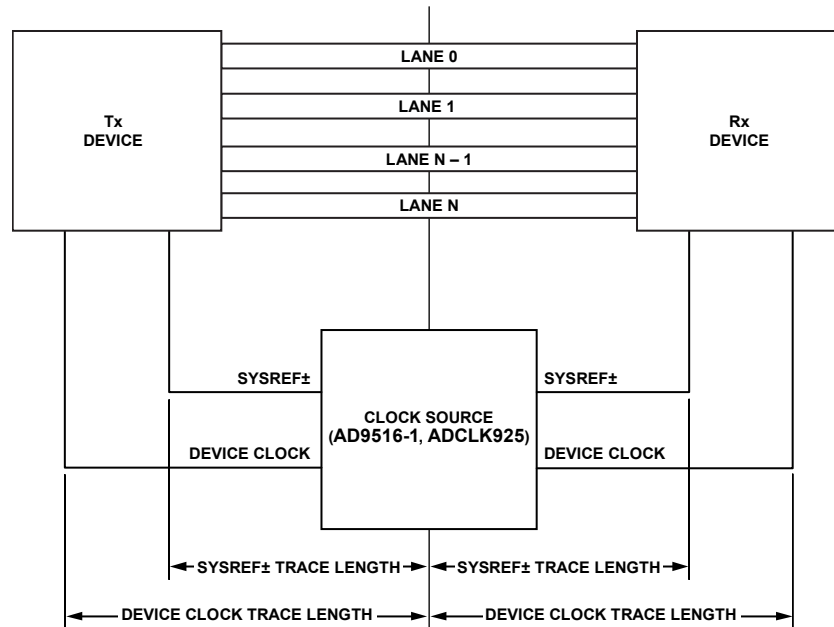 LANE 0
LANE 1
LANE N – 1
LANE N
Tx
DEVICE
Rx
DEVICE
SYSREF±
SYSREF±
CLOCK SOURCE
(AD9516-1, ADCLK925)
DEVICE CLOCK
DEVICE CLOCK
SYSREF± TRACE LENGTH
SYSREF± TRACE LENGTH
DEVICE CLOCK TRACE LENGTH
DEVICE CLOCK TRACE LENGTH